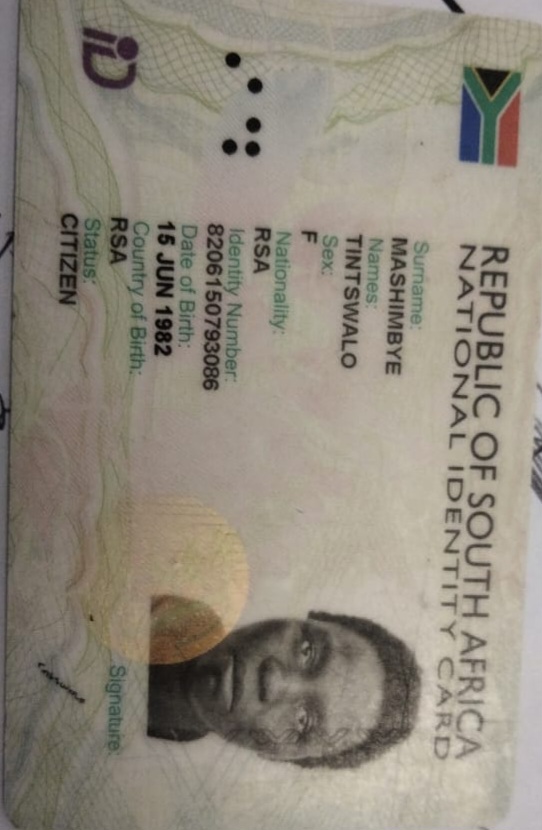 REPUBLIC OF SOUTH AFRICA
NATIONAL IDENTITY CARD
Surname:
MASHIMBYE
Names:
TINTSWALO
Sex:
F
Nationality:
RSA
Identity Number:
8206150793086
Date of Birth:
15 JUN 1982
Country of Birth:
RSA
Status:
CITIZEN
Signature:
iD